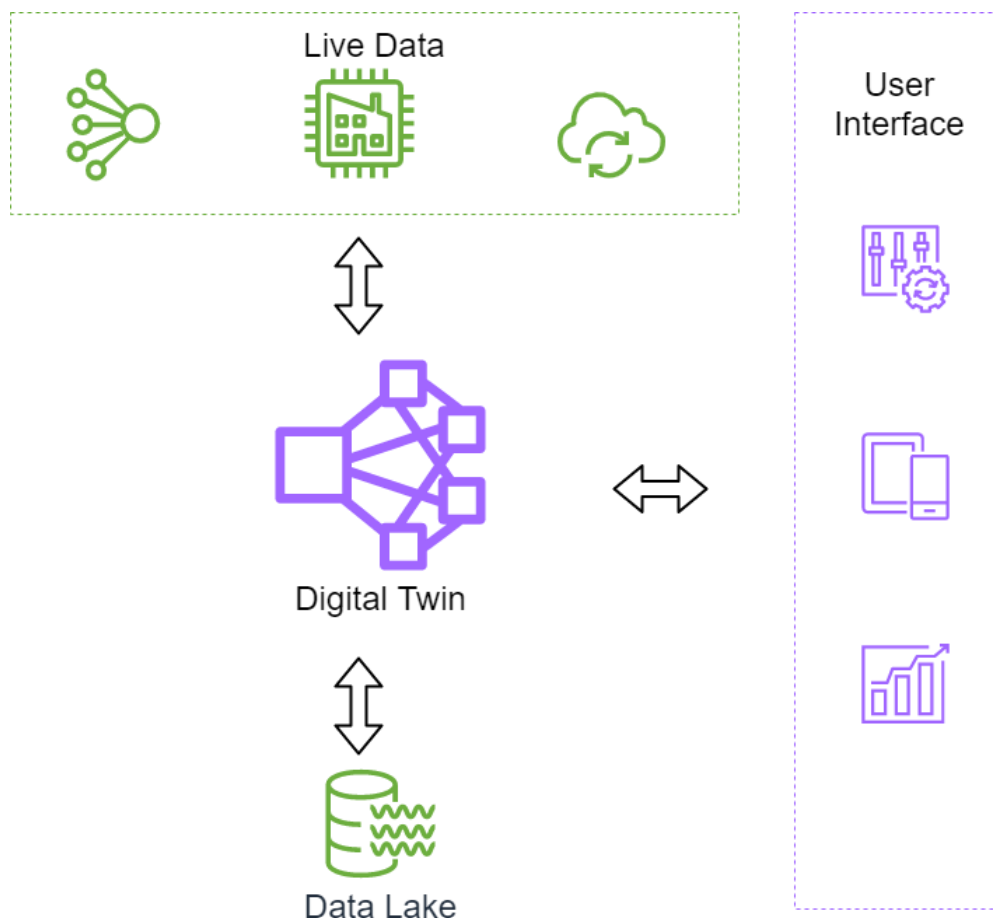 Live Data
User
Interface
Digital Twin
Data Lake